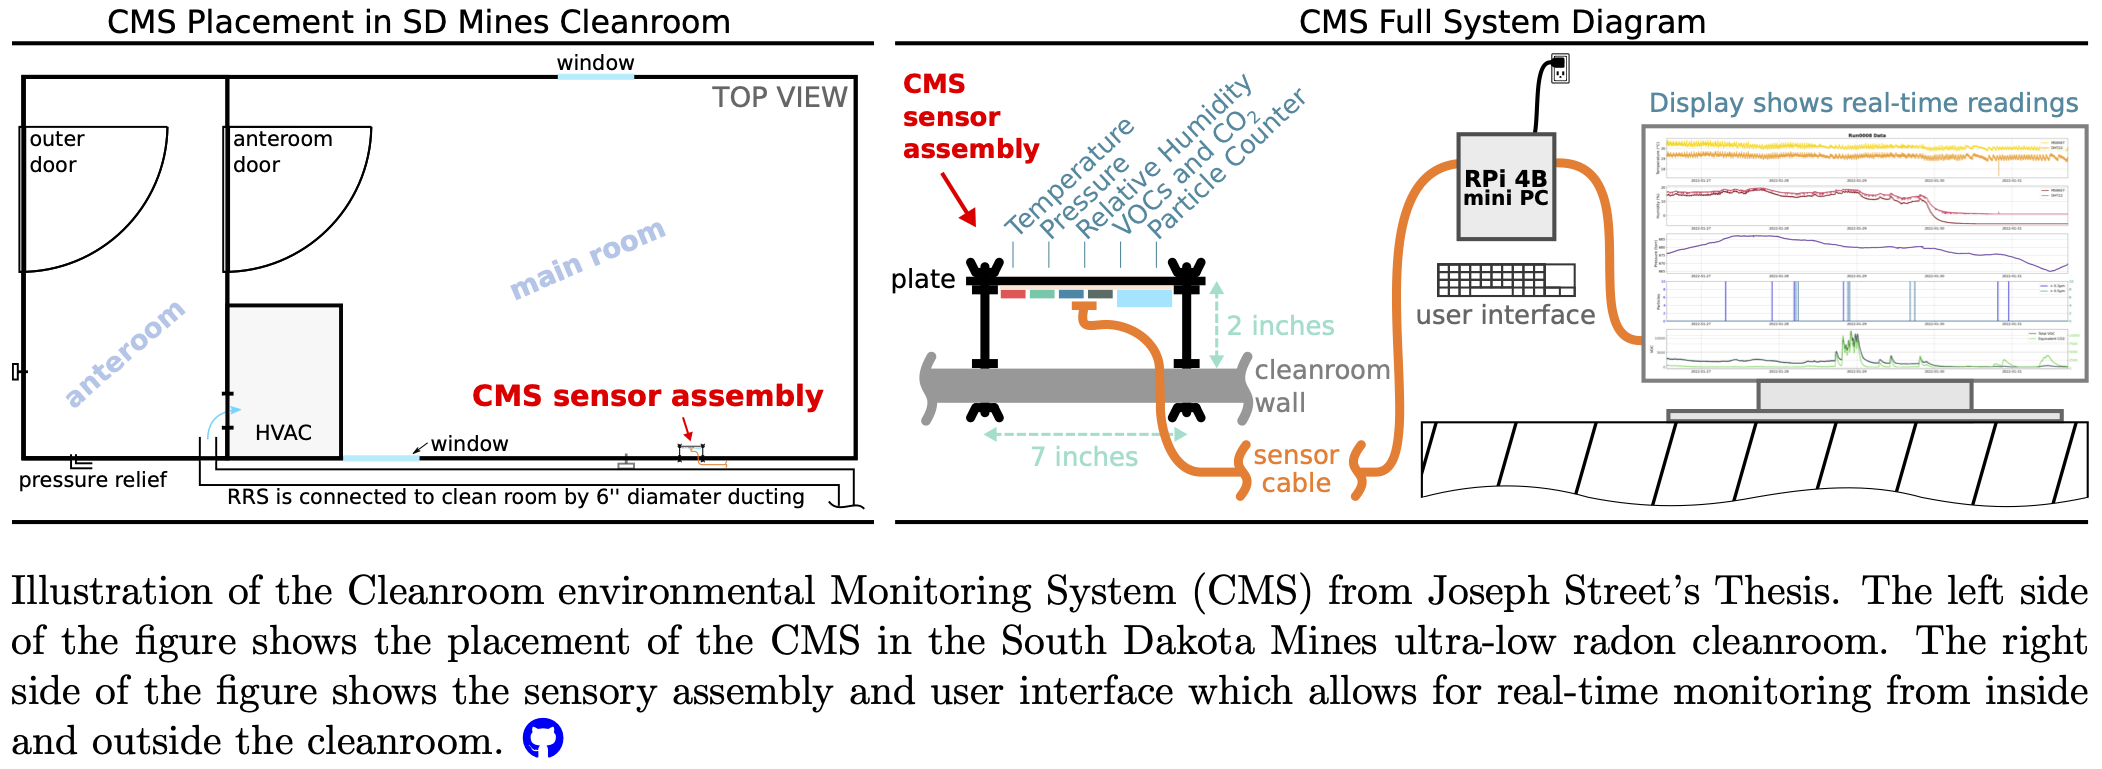 CMS Placement in SD Mines Cleanroom
window
TOP VIEW
outer
door
anteroom
door
main room
anteroom
CMS sensor assembly
HVAC
window
pressure relief
RRS is connected to clean room by 6'' diamater ducting
CMS Full System Diagram
CMS
sensor
assembly
Temperature
Pressure
Relative Humidity
VOCs and CO2
Particle Counter
plate
2 inches
cleanroom
wall
7 inches
sensor
cable
RPi 4B
mini PC
user interface
Display shows real-time readings
Run0008 Data
Illustration of the Cleanroom environmental Monitoring System (CMS) from Joseph Street's Thesis. The left side
of the figure shows the placement of the CMS in the South Dakota Mines ultra-low radon cleanroom. The right
side of the figure shows the sensory assembly and user interface which allows for real-time monitoring from inside
and outside the cleanroom.